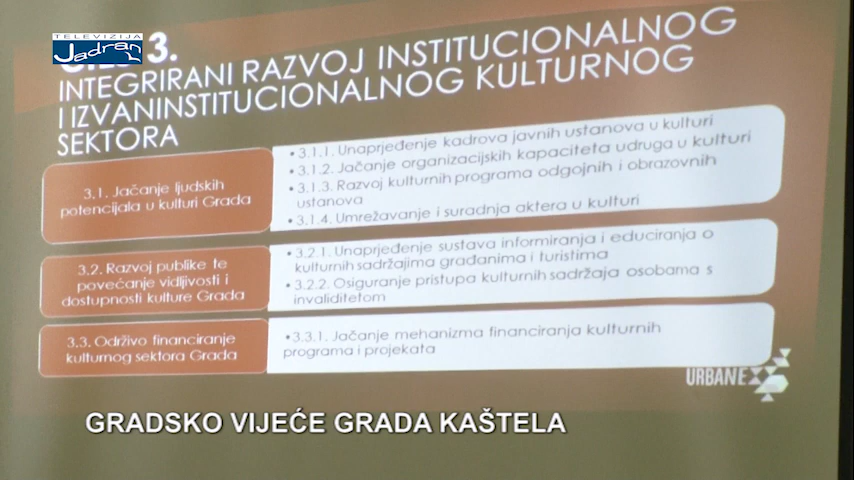 TELEVIZIJA
Jadran
3.
INTEGRIRANI RAZVOJ INSTITUCIONALNOG
I IZVANINSTITUCIONALNOG KULTURNOG
SEKTORA
3.1. Jačanje ljudskih
potencijala u kulturi Grada
• 3.1.1. Unaprjeđenje kadrova javnih ustanova u kulturi
• 3.1.2. Jačanje organizacijskih kapaciteta udruga u kulturi
• 3.1.3. Razvoj kulturnih programa odgojnih i obrazovnih
ustanova
• 3.1.4. Umrežavanje i suradnja aktera u kulturi
3.2. Razvoj publike te
povećanje vidljivosti i
dostupnosti kulture Grada
• 3.2.1. Unaprjeđenje sustava informiranja i educiranja o
kulturnih sadržajima građanima i turistima
• 3.2.2. Osiguranje pristupa kulturnih sadržaja osobama s
invaliditetom
3.3. Održivo financiranje
kulturnog sektora Grada
•3.3.1. Jačanje mehanizma financiranja kulturnih
programa i projekata
URBANEX
GRADSKO VIJEĆE GRADA KAŠTELA